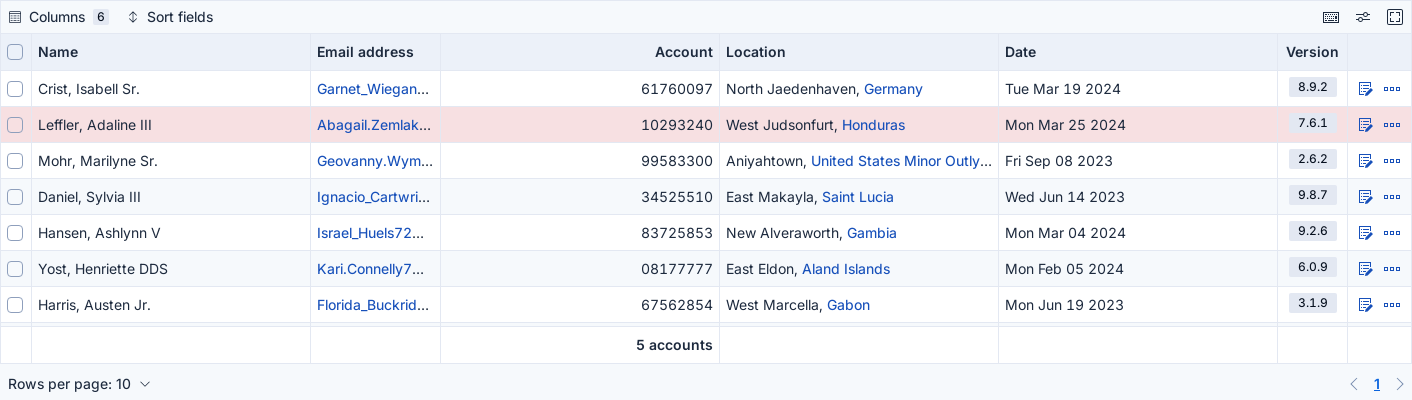 Columns 6 Sort fields
Name Email address Account Location Date Version
Crist, Isabell Sr. Garnet_Wiegan... 61760097 North Jaedenhaven, Germany Tue Mar 19 2024 8.9.2
Leffler, Adaline III Abagail.Zemlak... 10293240 West Judsonfurt, Honduras Mon Mar 25 2024 7.6.1
Mohr, Marilyne Sr. Geovanny.Wym... 99583300 Aniyahtown, United States Minor Outly... Fri Sep 08 2023 2.6.2
Daniel, Sylvia III Ignacio_Cartwri... 34525510 East Makayla, Saint Lucia Wed Jun 14 2023 9.8.7
Hansen, Ashlynn V Israel_Huels72... 83725853 New Alveraworth, Gambia Mon Mar 04 2024 9.2.6
Yost, Henriette DDS Kari.Connelly7... 08177777 East Eldon, Aland Islands Mon Feb 05 2024 6.0.9
Harris, Austen Jr. Florida_Buckrid... 67562854 West Marcella, Gabon Mon Jun 19 2023 3.1.9
5 accounts
Rows per page: 10 1